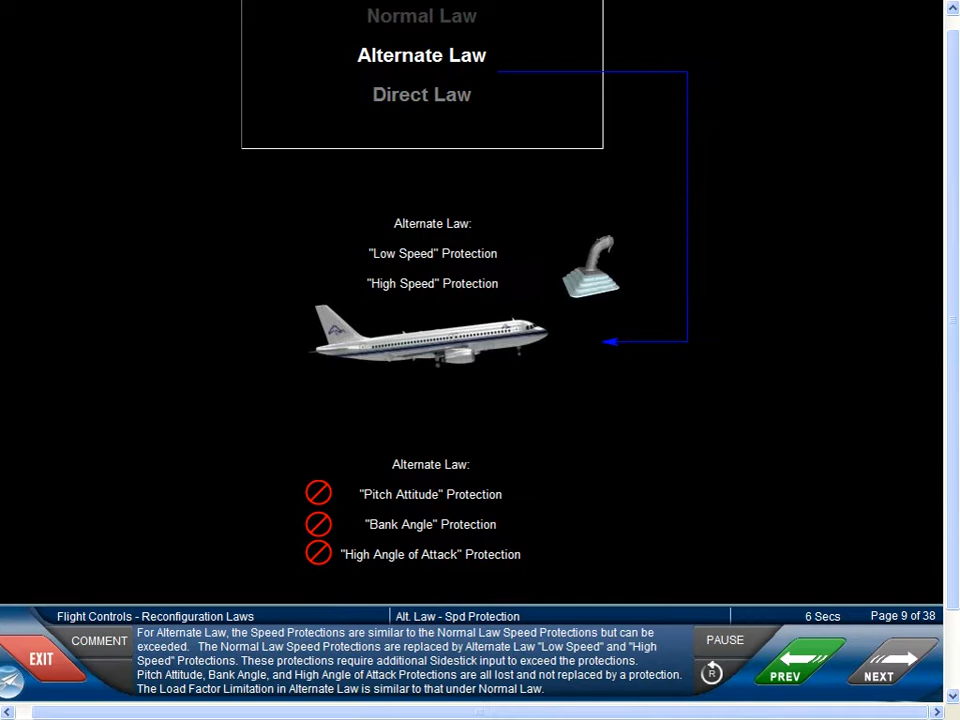 Normal Law
Alternate Law
Direct Law
Alternate Law:
"Low Speed" Protection
"High Speed" Protection
Alternate Law:
"Pitch Attitude" Protection
"Bank Angle" Protection
"High Angle of Attack" Protection
Flight Controls - Reconfiguration Laws
Alt. Law - Spd Protection
6 Secs
Page 9 of 38
EXIT
COMMENT
For Alternate Law, the Speed Protections are similar to the Normal Law Speed Protections but can be
exceeded. The Normal Law Speed Protections are replaced by Alternate Law "Low Speed" and "High
Speed" Protections. These protections require additional Sidestick input to exceed the protections.
Pitch Attitude, Bank Angle, and High Angle of Attack Protections are all lost and not replaced by a protection.
The Load Factor Limitation in Alternate Law is similar to that under Normal Law.
PAUSE
R
PREV
NEXT